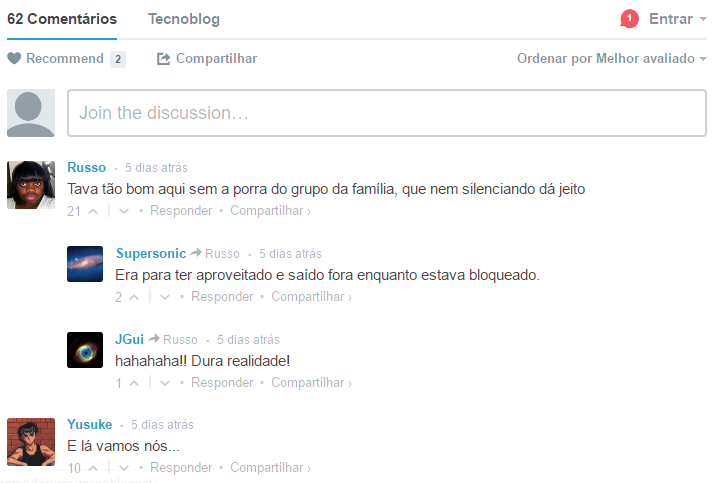 62 Comentários Tecnoblog 1 Entrar
Recommend 2 Compartilhar Ordenar por Melhor avaliado
Join the discussion…
Russo • 5 dias atrás
Tava tão bom aqui sem a porra do grupo da família, que nem silenciando dá jeito
21 • Responder • Compartilhar ›
Supersonic Russo • 5 dias atrás
Era para ter aproveitado e saído fora enquanto estava bloqueado.
2 • Responder • Compartilhar ›
JGui Russo • 5 dias atrás
hahahaha!! Dura realidade!
1 • Responder • Compartilhar ›
Yusuke • 5 dias atrás
E lá vamos nós...
10 • Responder • Compartilhar ›